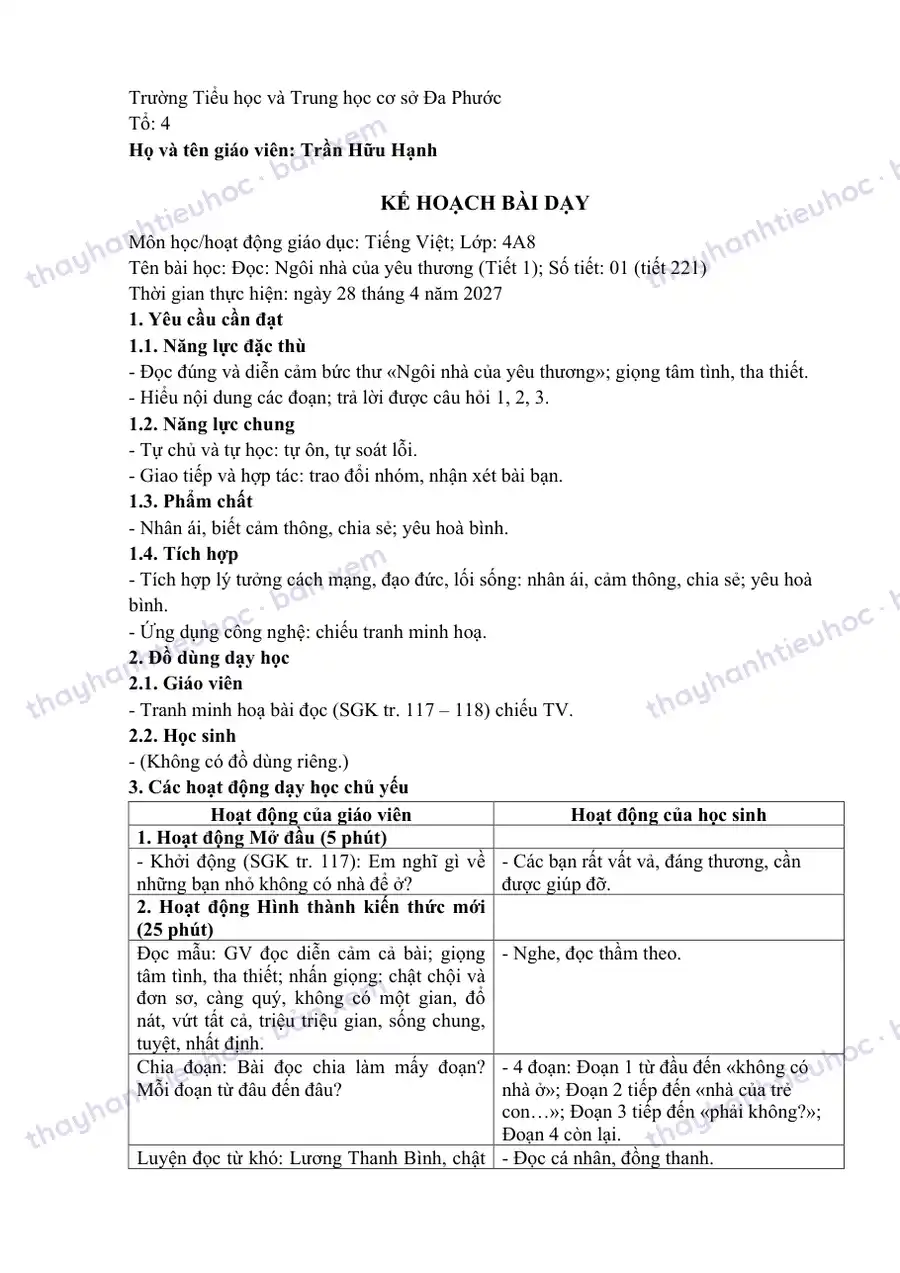 Trường Tiểu học và Trung học cơ sở Đa Phước
Tổ: 4
Họ và tên giáo viên: Trần Hữu Hạnh
KẾ HOẠCH BÀI DẠY
Môn học/hoạt động giáo dục: Tiếng Việt; Lớp: 4A8
Tên bài học: Đọc: Ngôi nhà của yêu thương (Tiết 1); Số tiết: 01 (tiết 221)
Thời gian thực hiện: ngày 28 tháng 4 năm 2027
1. Yêu cầu cần đạt
1.1. Năng lực đặc thù
- Đọc đúng và diễn cảm bức thư «Ngôi nhà của yêu thương»; giọng tâm tình, tha thiết.
- Hiểu nội dung các đoạn; trả lời được câu hỏi 1, 2, 3.
1.2. Năng lực chung
- Tự chủ và tự học: tự ôn, tự soát lỗi.
- Giao tiếp và hợp tác: trao đổi nhóm, nhận xét bài bạn.
1.3. Phẩm chất
- Nhân ái, biết cảm thông, chia sẻ; yêu hoà bình.
1.4. Tích hợp
- Tích hợp lý tưởng cách mạng, đạo đức, lối sống: nhân ái, cảm thông, chia sẻ; yêu hoà
bình.
- Ứng dụng công nghệ: chiếu tranh minh hoạ.
2. Đồ dùng dạy học
2.1. Giáo viên
- Tranh minh hoạ bài đọc (SGK tr. 117 – 118) chiếu TV.
2.2. Học sinh
- (Không có đồ dùng riêng.)
3. Các hoạt động dạy học chủ yếu
Hoạt động của giáo viên
Hoạt động của học sinh
1. Hoạt động Mở đầu (5 phút)
- Khởi động (SGK tr. 117): Em nghĩ gì về
những bạn nhỏ không có nhà để ở?
- Các bạn rất vất vả, đáng thương, cần
được giúp đỡ.
2. Hoạt động Hình thành kiến thức mới
(25 phút)
Đọc mẫu: GV đọc diễn cảm cả bài; giọng
tâm tình, tha thiết; nhấn giọng: chật chội và
đơn sơ, càng quý, không có một gian, đổ
nát, vứt tất cả, triệu triệu gian, sống chung,
tuyệt, nhất định.
- Nghe, đọc thầm theo.
Chia đoạn: Bài đọc chia làm mấy đoạn?
Mỗi đoạn từ đâu đến đâu?
- 4 đoạn: Đoạn 1 từ đầu đến «không có
nhà ở»; Đoạn 2 tiếp đến «nhà của trẻ
con…»; Đoạn 3 tiếp đến «phải không?»;
Đoạn 4 còn lại.
Luyện đọc từ khó: Lương Thanh Bình, chật
- Đọc cá nhân, đồng thanh.
thayhanhtieuhoc · bản xem
thayhanhtieuhoc · b
thayhanhtieuhoc · bản xem
thayhanhtieuhoc · b
thayhanhtieuhoc · bản xem
thayhanhtieuhoc · b